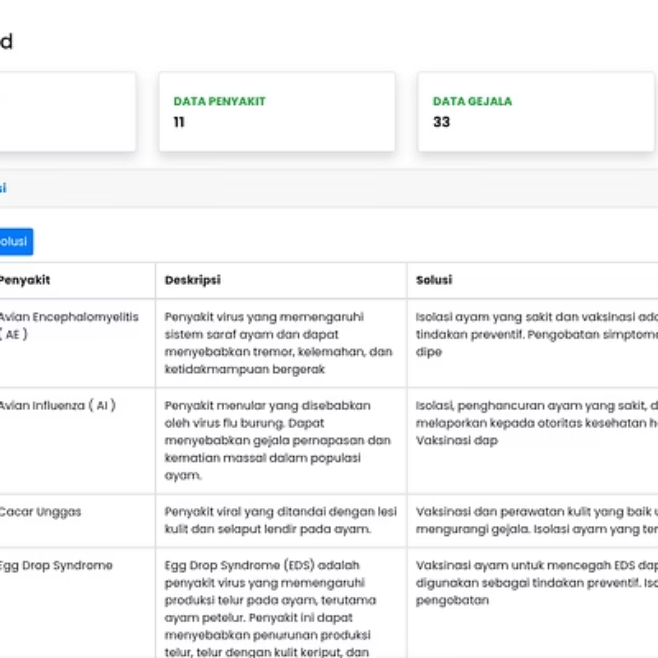 d
DATA PENYAKIT
DATA GEJALA
11
33
si
olusi
Penyakit
Deskripsi
Solusi
Avian Encephalomyelitis
( AE )
Penyakit virus yang memengaruhi
sistem saraf ayam dan dapat
menyebabkan tremor, kelemahan, dan
ketidakmampuan bergerak
Isolasi ayam yang sakit dan vaksinasi ada
tindakan preventif. Pengobatan simptom
dipe
Avian Influenza ( AI )
Penyakit menular yang disebabkan
oleh virus flu burung. Dapat
menyebabkan gejala pernapasan dan
kematian massal dalam populasi
ayam.
Isolasi, penghancuran ayam yang sakit, d
melaporkan kepada otoritas kesehatan h
Vaksinasi dap
Cacar Unggas
Penyakit viral yang ditandai dengan lesi
kulit dan selaput lendir pada ayam.
Vaksinasi dan perawatan kulit yang baik u
mengurangi gejala. Isolasi ayam yang ter
Egg Drop Syndrome
Egg Drop Syndrome (EDS) adalah
penyakit virus yang memengaruhi
produksi telur pada ayam, terutama
ayam petelur. Penyakit ini dapat
menyebabkan penurunan produksi
telur, telur dengan kulit keriput, dan
Vaksinasi ayam untuk mencegah EDS dap
digunakan sebagai tindakan preventif. Iso
pengobatan